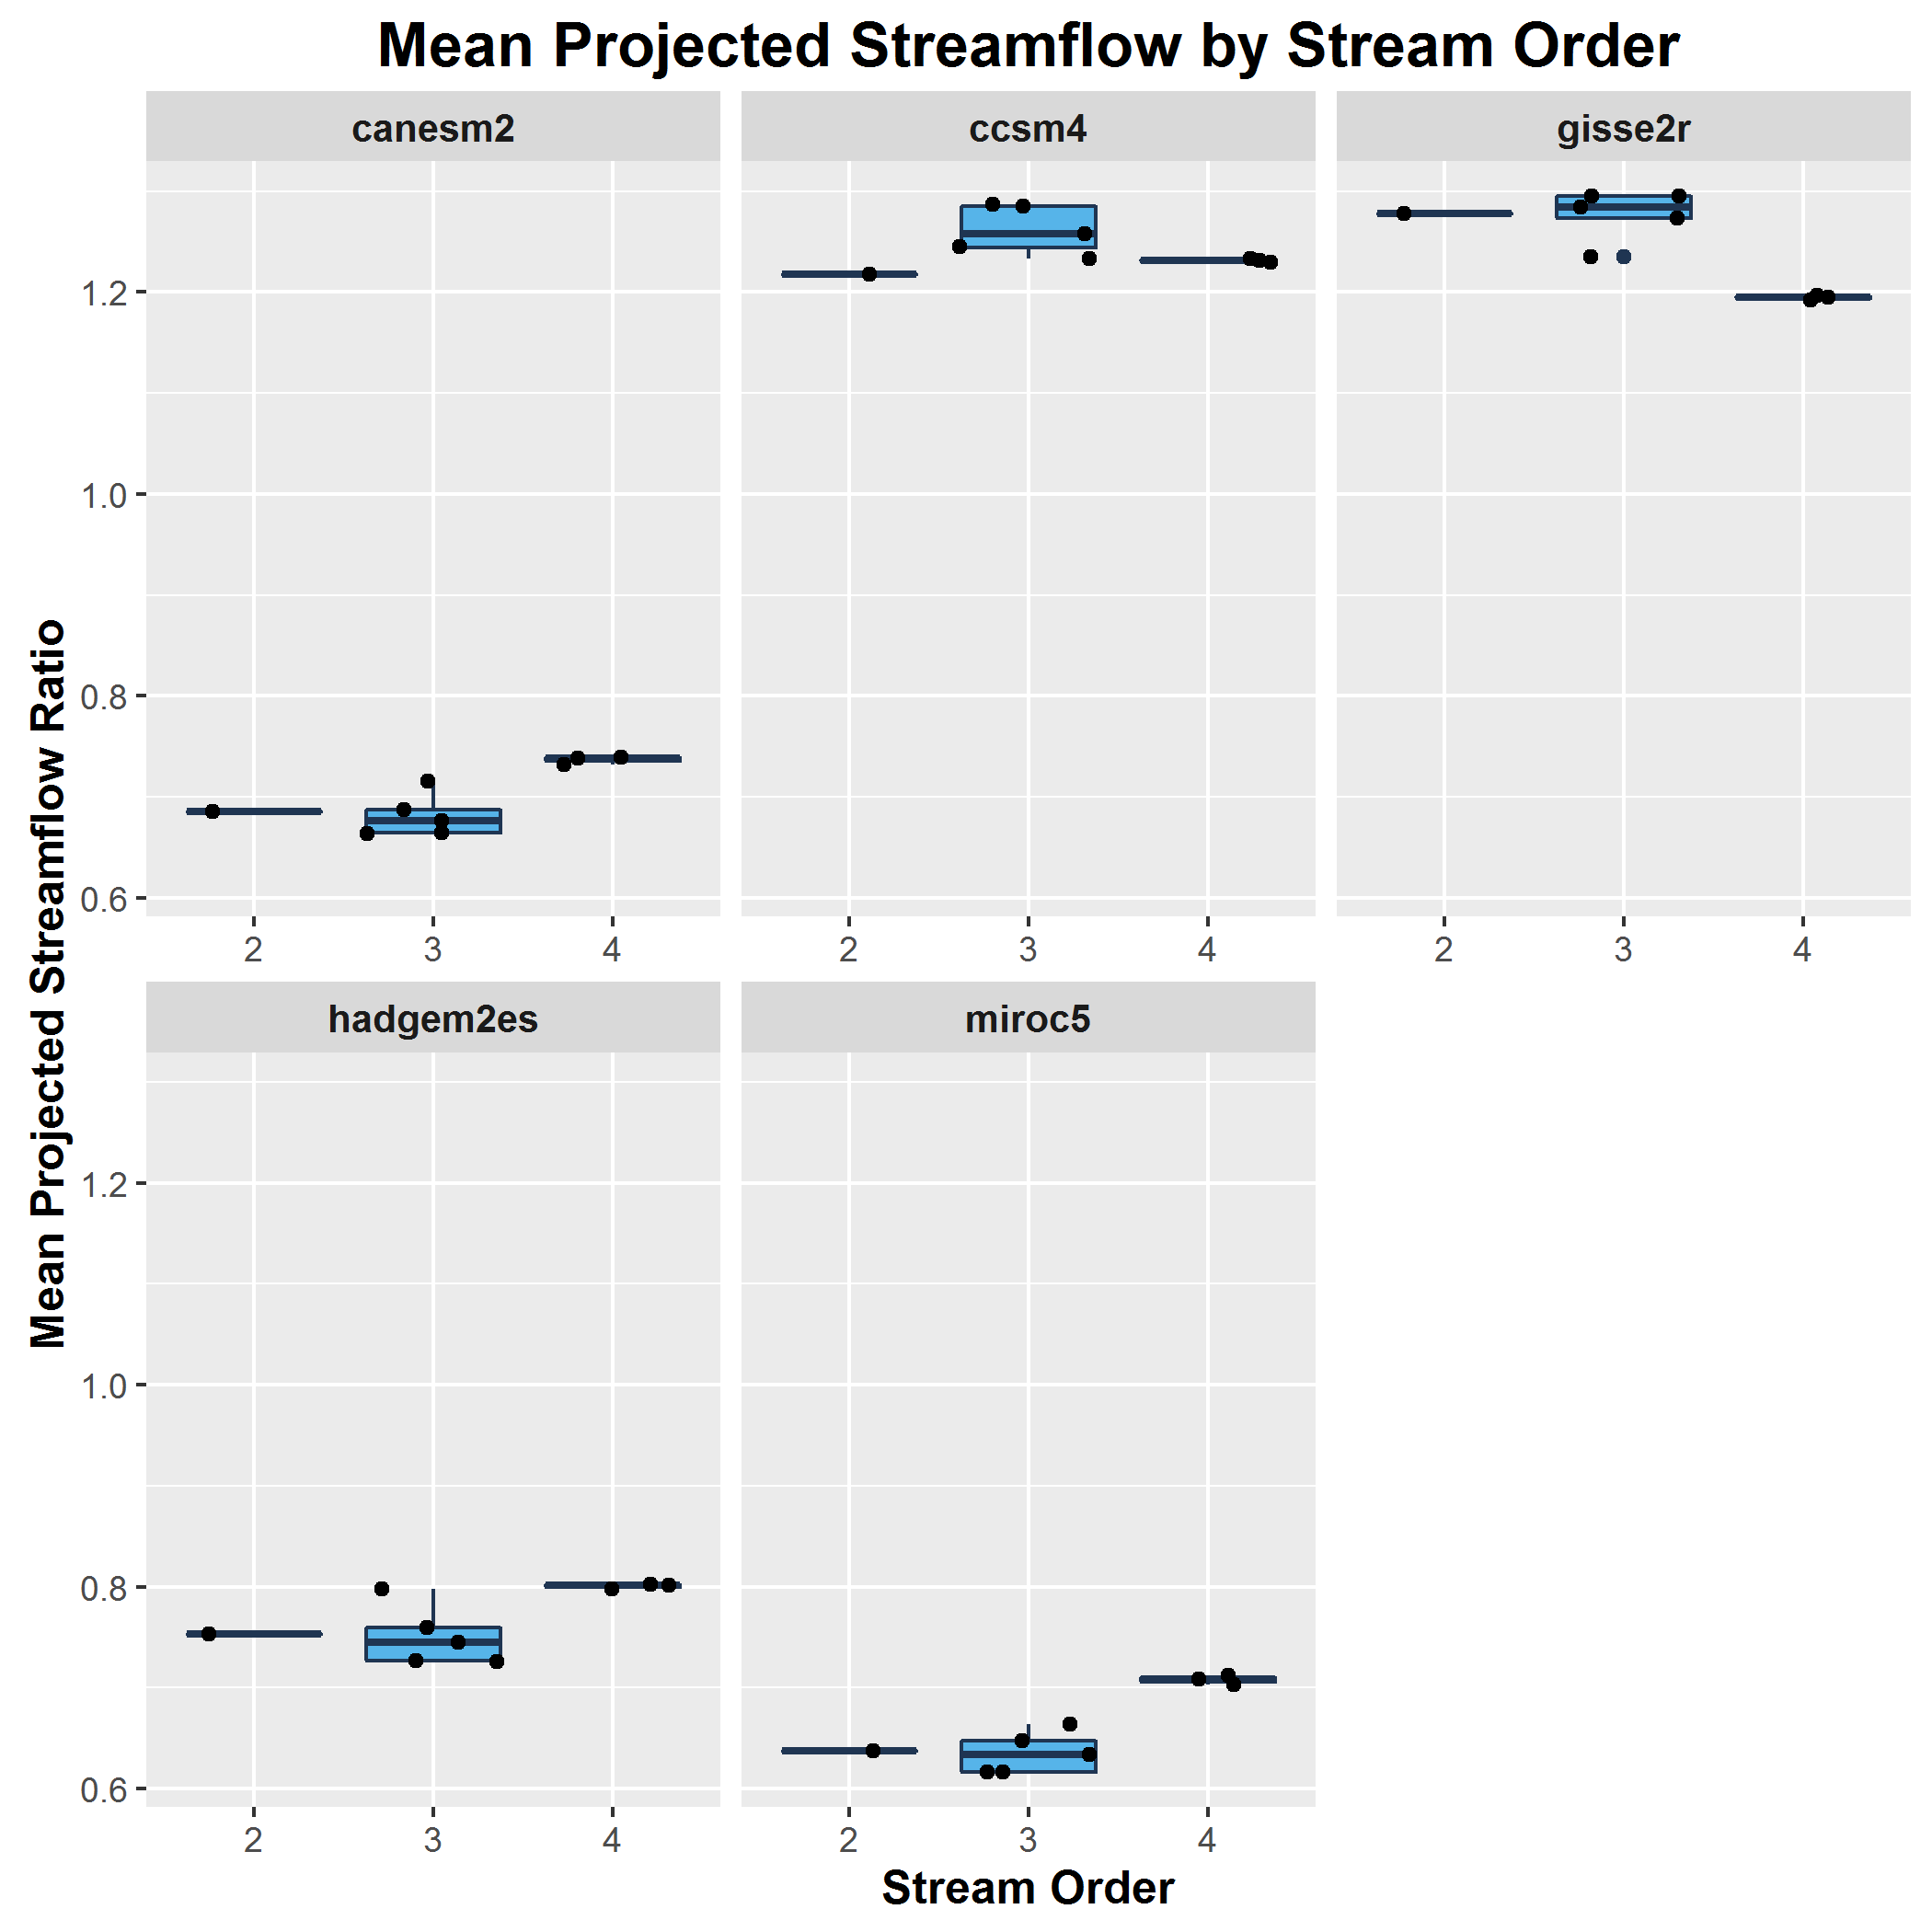 Mean Projected Streamflow by Stream Order
canesm2
ccsm4
gisse2r
1.2
1.0
0.8
0.6
2 3 4
2 3 4
2 3 4
Mean Projected Streamflow Ratio
hadgem2es
miroc5
1.2
1.0
0.8
0.6
2 3 4
2 3 4
Stream Order